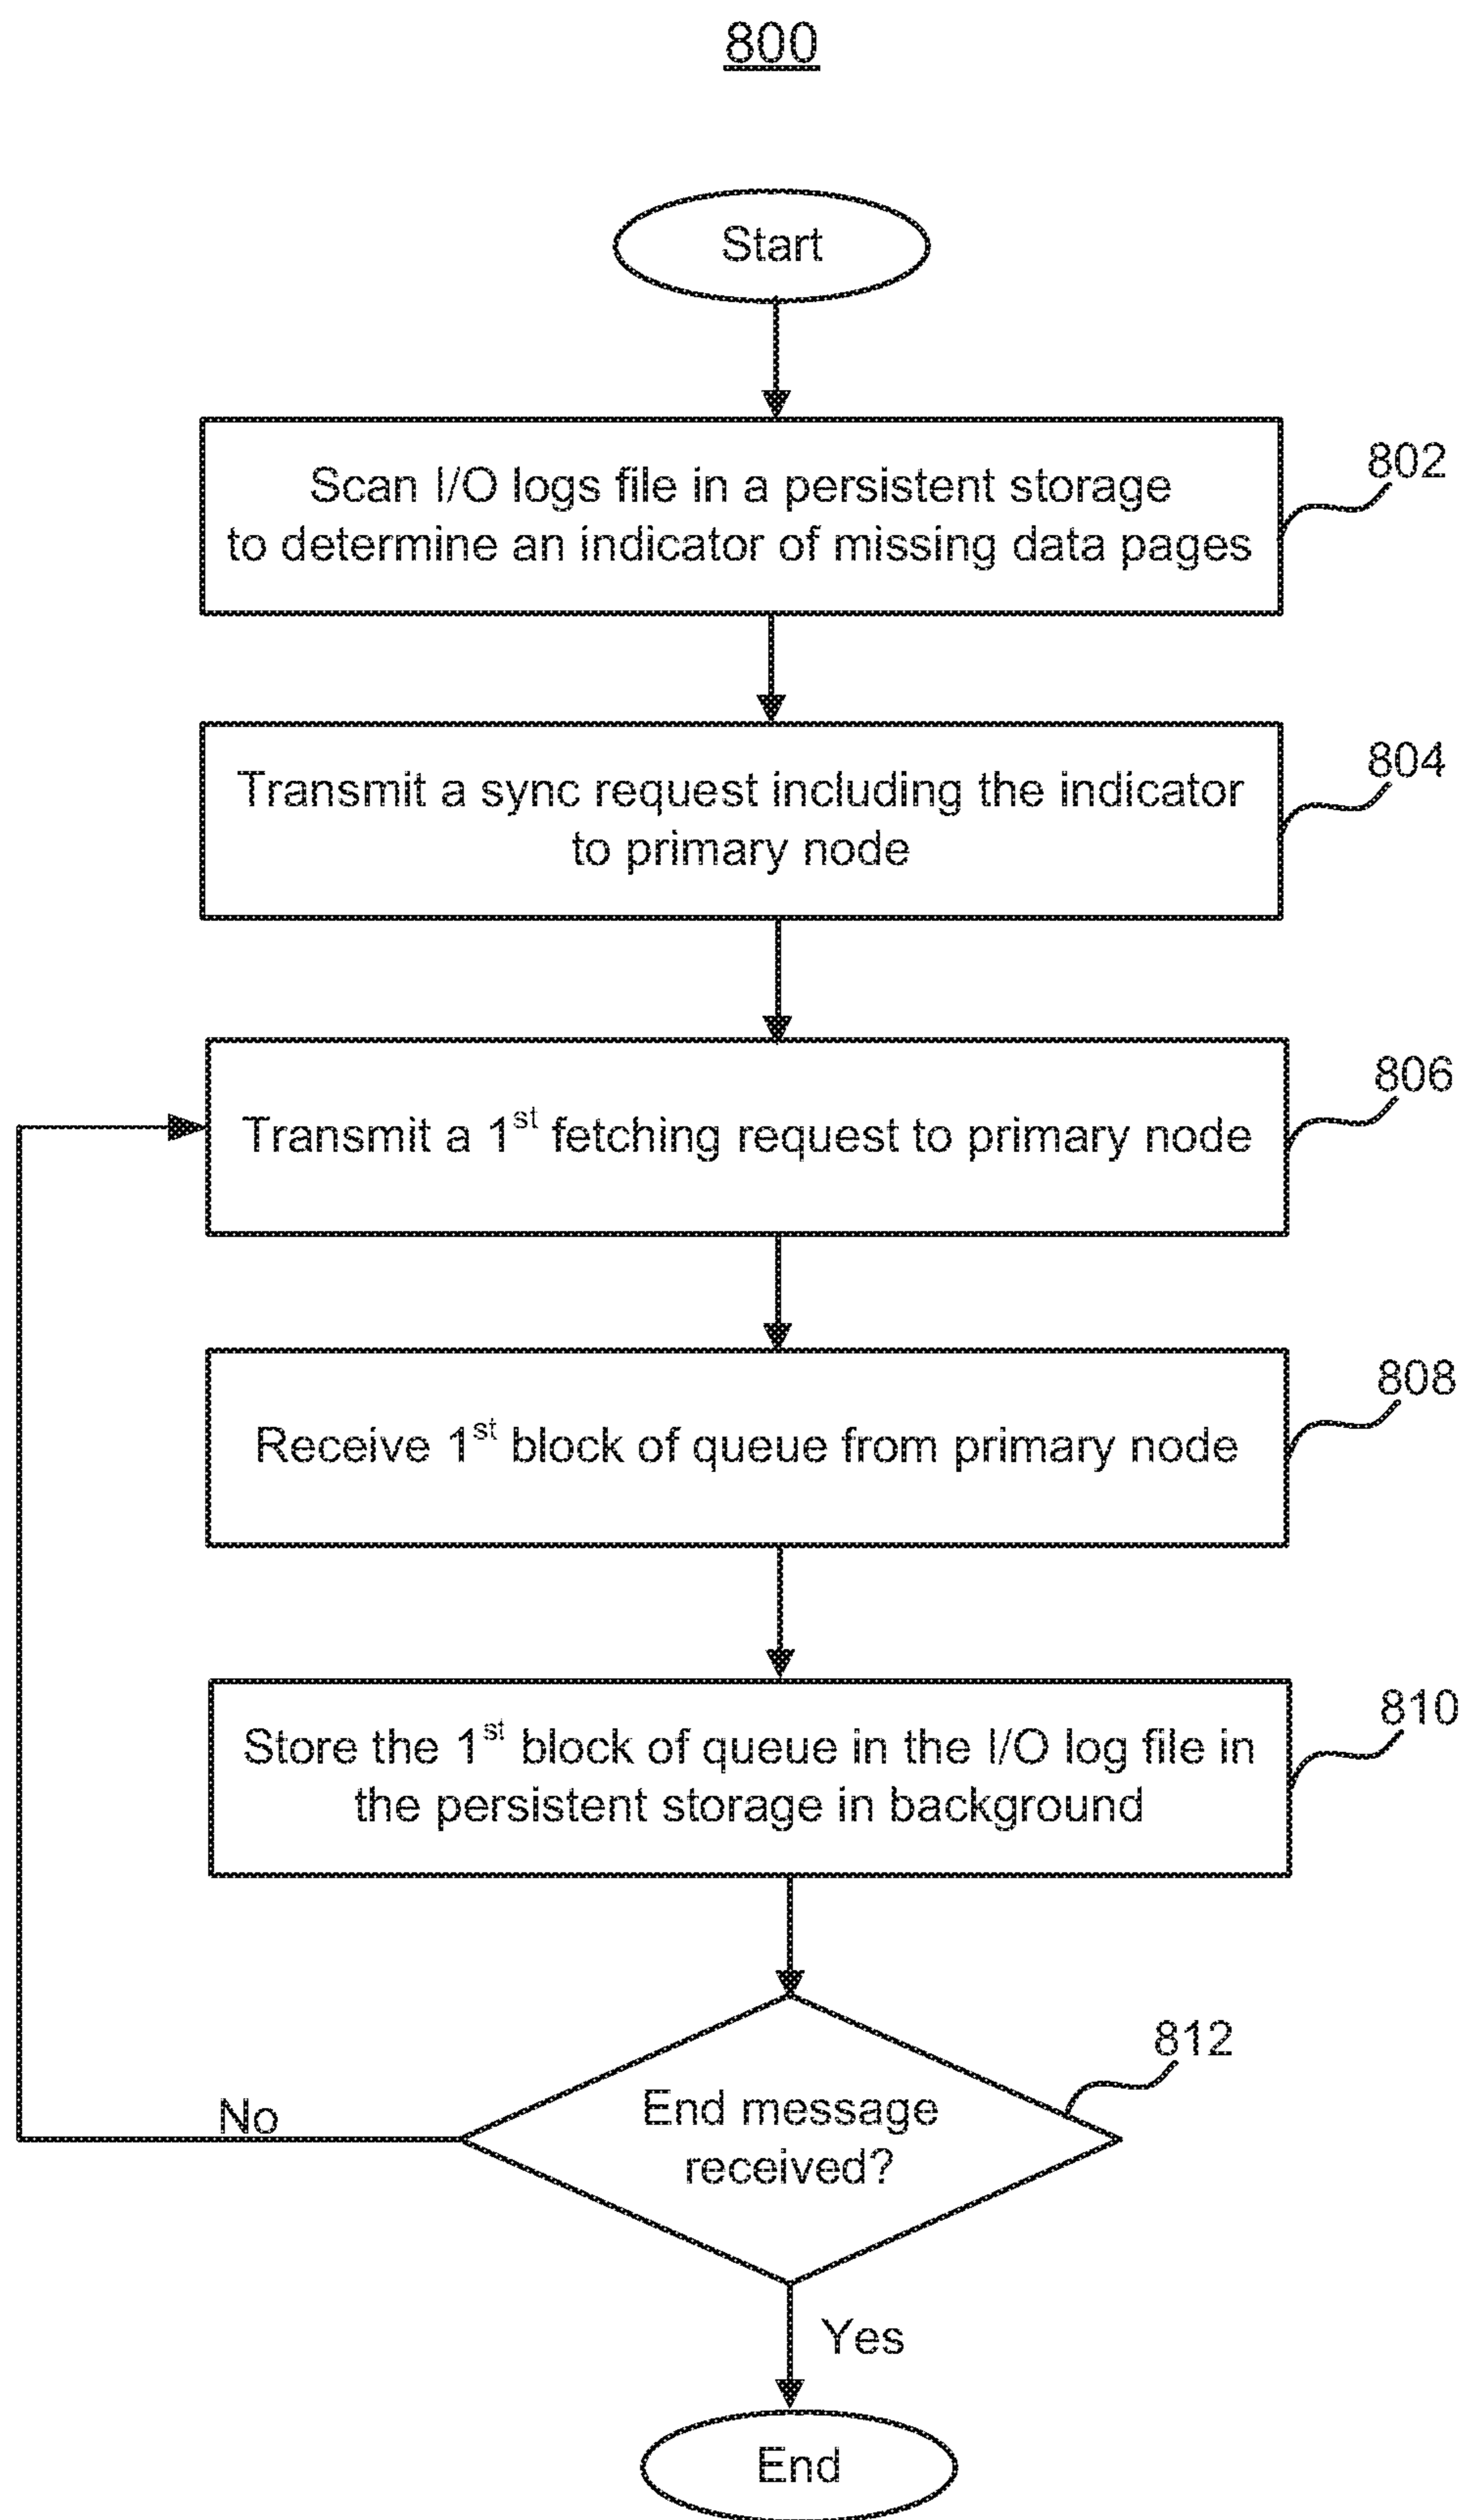 800
Start
Scan I/O logs file in a persistent storage
to determine an indicator of missing data pages
802
Transmit a sync request including the indicator
to primary node
804
Transmit a 1st fetching request to primary node
806
Receive 1st block of queue from primary node
808
Store the 1st block of queue in the I/O log file in
the persistent storage in background
810
End message
received?
812
No
Yes
End